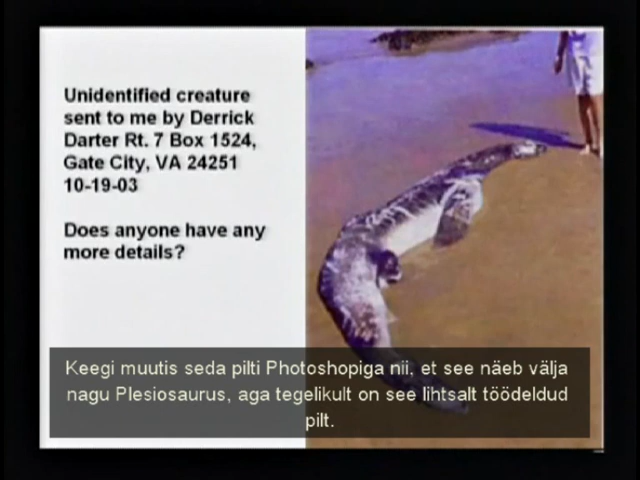 Unidentified creature
sent to me by Derrick
Darter Rt. 7 Box 1524,
Gate City, VA 24251
10-19-03
Does anyone have any
more details?
Keegi muutis seda pilti Photoshopiga nii, et see näeb välja
nagu Plesiosaurus, aga tegelikult on see lihtsalt töödeldud
pilt.